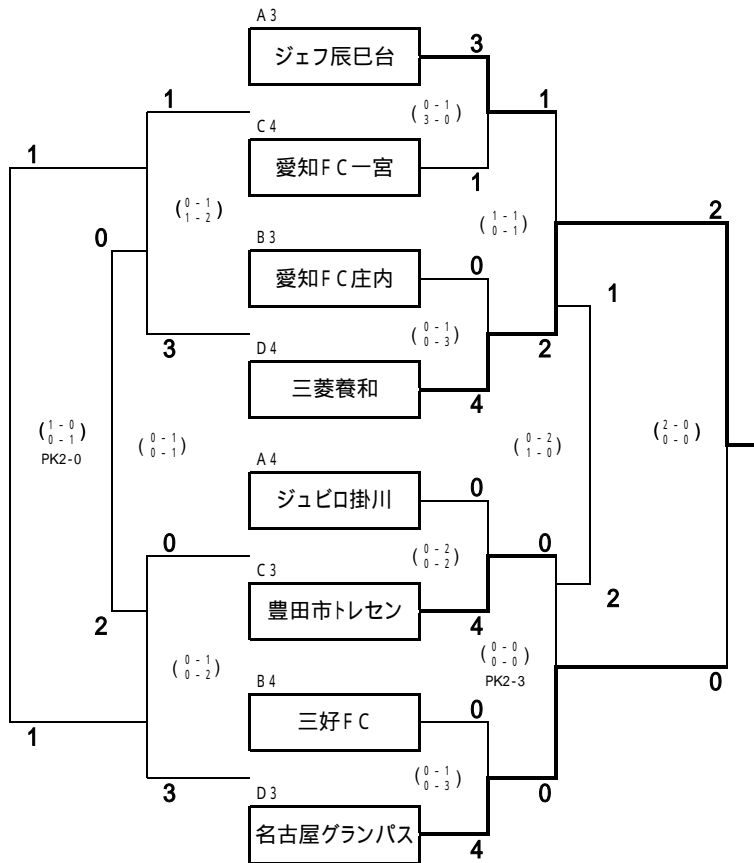 A3
ジェフ辰巳台
3
1
1
(0-1
3-0)
C4
愛知FC一宮
1
1
(0-1
1-2)
(1-1
0-1)
2
B3
愛知FC庄内
0
0
1
(0-1
0-3)
3
2
D4
三菱養和
4
(1-0
0-1)
PK2-0
(0-1
0-1)
(0-2
1-0)
(2-0
0-0)
A4
ジュビロ掛川
0
0
0
(0-2
0-2)
C3
豊田市トレセン
2
4
2
(0-1
0-2)
(0-0
0-0)
PK2-3
0
B4
三好FC
0
1
(0-1
0-3)
3
0
D3
名古屋グランパス
4